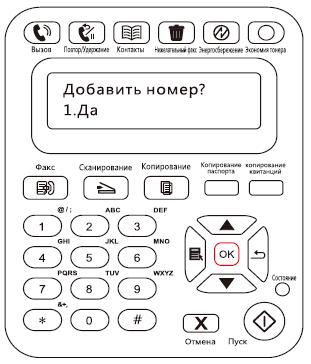 Вызов Повтор/Удержание Контакты Нежелательный факс Энергосбережение Экономия тонера
Добавить номер?
1.Да
Факс Сканирование Копирование Копирование паспорта копирование квитанций
@ / ; ABC DEF
1 2 3
GHI JKL MNO
4 5 6
OK
PQRS TUV WXYZ
7 8 9
Состояние
&+,
* 0 #
X
Отмена Пуск